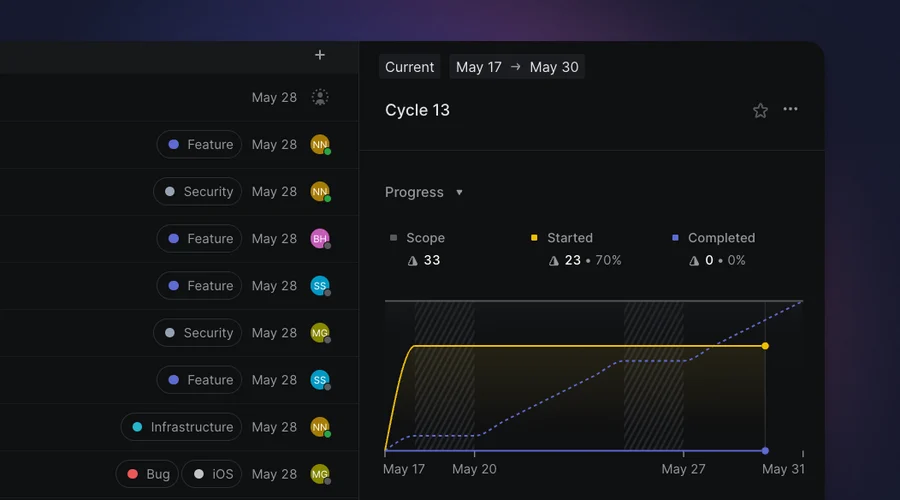 +
May 28
Feature May 28 NN
Security May 28 NN
Feature May 28 BH
Feature May 28 SS
Security May 28 MG
Feature May 28 SS
Infrastructure May 28 NN
Bug iOS May 28 MG
Current May 17 → May 30
Cycle 13
Progress
Scope Started Completed
33 23 • 70% 0 • 0%
May 17 May 20 May 27 May 31